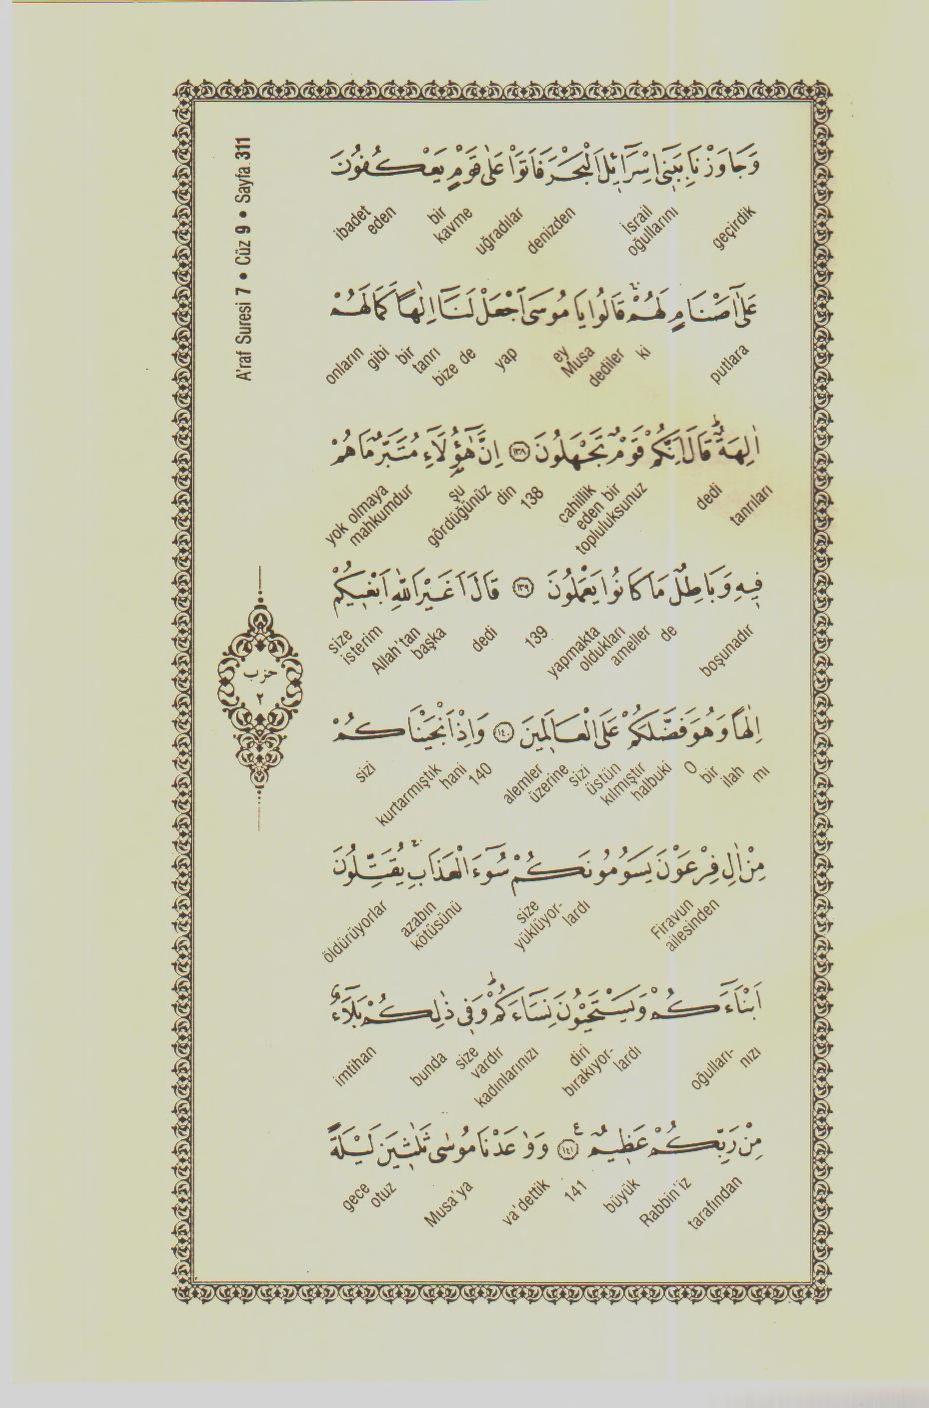 A'raf Suresi 7 • Cüz 9 • Sayfa 311
وَجَاوَزْنَا بِبَنٖٓي اِسْرَٓائٖلَ الْبَحْرَ فَاَتَوْا عَلٰى قَوْمٍ يَعْكُفُونَ
geçirdik İsrail oğullarını denizden uğradılar bir kavme ibadet eden
عَلٰٓى اَصْنَامٍ لَهُمْۚ قَالُوا يَا مُوسَى اجْعَلْ لَنَٓا اِلٰهًا كَمَا لَهُمْ
putlara ki dediler ey Musa yap bize de bir tanrı gibi onların
اٰلِهَةٌۜ قَالَ اِنَّكُمْ قَوْمٌ تَجْهَلُونَ ﴿١٣٨﴾ اِنَّ هٰٓؤُ۬لَٓاءِ مُتَبَّرٌ مَا هُمْ
tanrıları dedi cahillik eden bir topluluksunuz 138 şu gördüğünüz din yok olmaya mahkumdur
فٖيهِ وَبَاطِلٌ مَا كَانُوا يَعْمَلُونَ ﴿١٣٩﴾ قَالَ اَغَيْرَ اللّٰهِ اَبْغٖيكُمْ
boşunadır de yapmakta oldukları ameller 139 dedi Allah'tan başka size isterim
حزب
٢
اِلٰهًا وَهُوَ فَضَّلَكُمْ عَلَى الْعَالَمٖينَ ﴿١٤٠﴾ وَاِذْ اَنْجَيْنَاكُمْ
mı bir ilah O halbuki sizi üstün kılmıştır alemler üzerine 140 hani kurtarmıştık sizi
مِنْ اٰلِ فِرْعَوْنَ يَسُومُونَكُمْ سُٓوءَ الْعَذَابِۚ يُقَتِّلُونَ
Firavun ailesinden size yüklüyor-lardı azabın kötüsünü öldürüyorlar
اَبْنَٓاءَكُمْ وَيَسْتَحْيُونَ نِسَٓاءَكُمْۜ وَفٖي ذٰلِكُمْ بَلَٓاءٌ
oğulları-nızı diri bırakıyor-lardı kadınlarınızı size vardır bunda imtihan
مِنْ رَبِّكُمْ عَظٖيمٌ ﴿١٤١﴾ وَوٰعَدْنَا مُوسٰى ثَلٰثٖينَ لَيْلَةً
tarafından Rabbin'iz büyük 141 va'dettik Musa'ya otuz gece